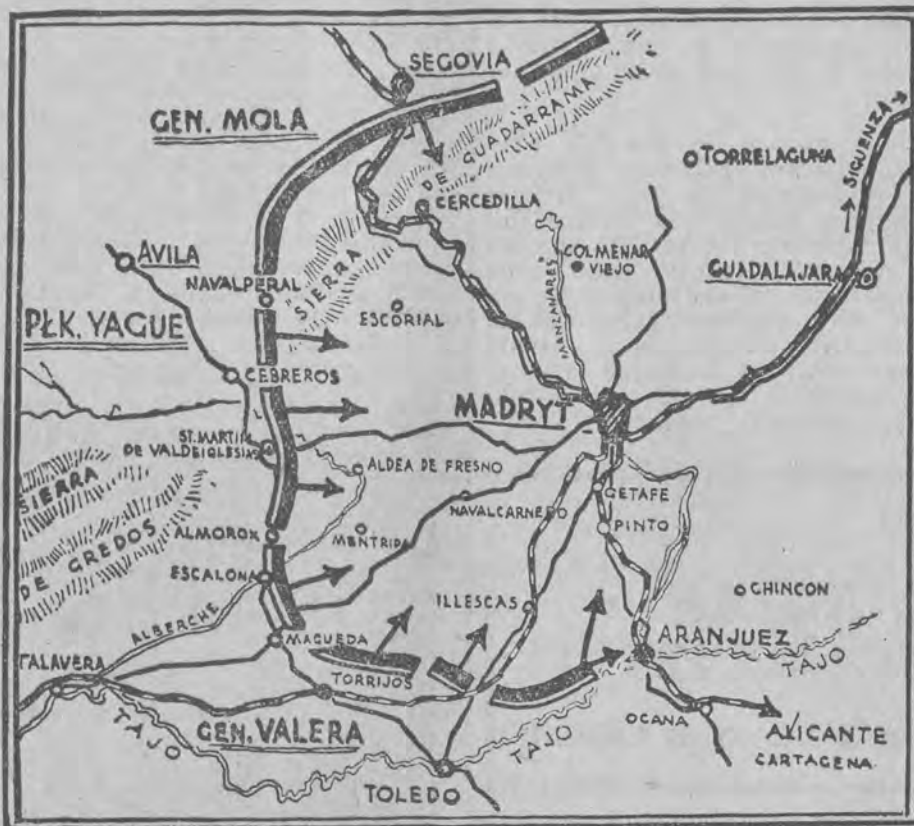 SEGOVIA
GEN. MOLA
SIERRA
DE GUADARRAMA
CERCEDILLA
TORRELAGUNA
SIGUENZA
AVILA
NAVALPERAL
MANZANARES
COLMENAR
VIEJO
GUADALAJARA
ESCORIAL
PŁK. YAGUE
CEBREROS
MADRYT
ST. MARTIN
DE VALDEIGLESIAS
ALDEA DE FRESNO
SIERRA
DE GREDOS
NAVALCARNERO
GETAFE
PINTO
ALMOROX
MENTRIDA
ESCALONA
ALBERCHE
ILLESCAS
CHINCON
MAGUEDA
ARANJUEZ
TALAVERA
TORRIJOS
TAJO
TAJO
GEN. VALERA
TAJO
OCANA
ALICANTE
CARTAGENA
TOLEDO